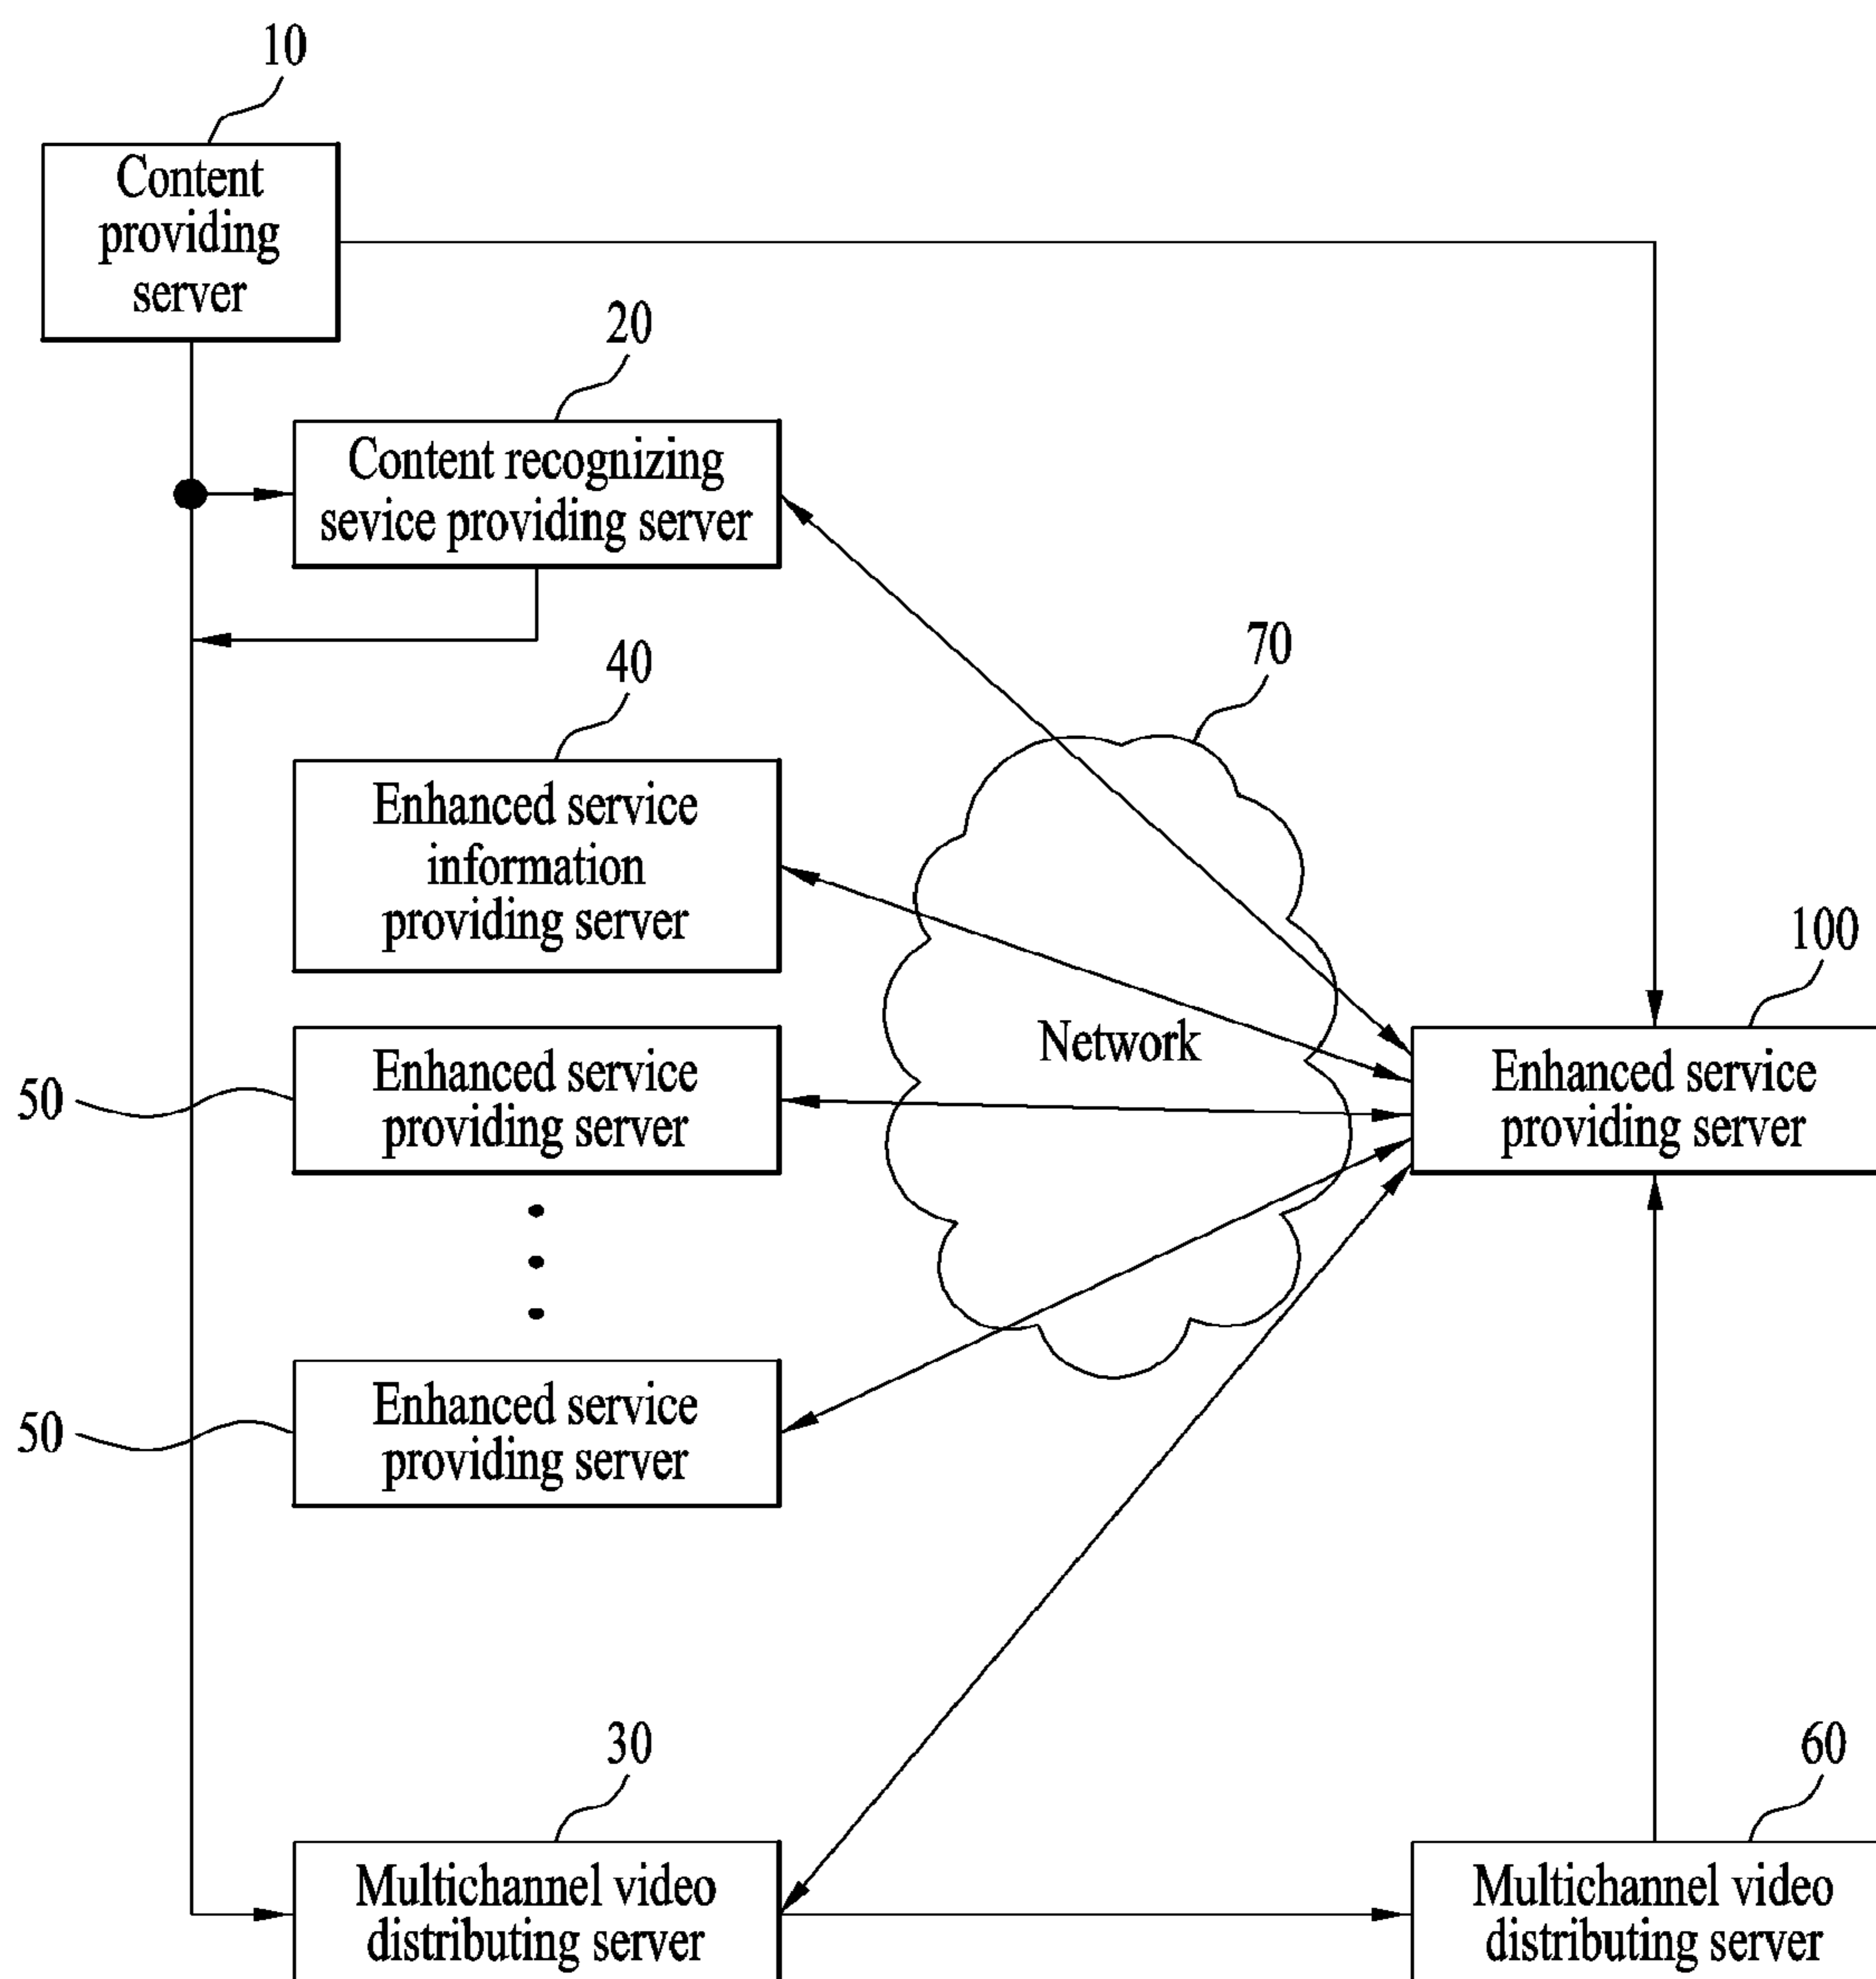 10
Content
providing
server
20
Content recognizing
sevice providing server
40
Enhanced service
information
providing server
70
Network
100
Enhanced service
providing server
50
Enhanced service
providing server
50
Enhanced service
providing server
30
Multichannel video
distributing server
60
Multichannel video
distributing server